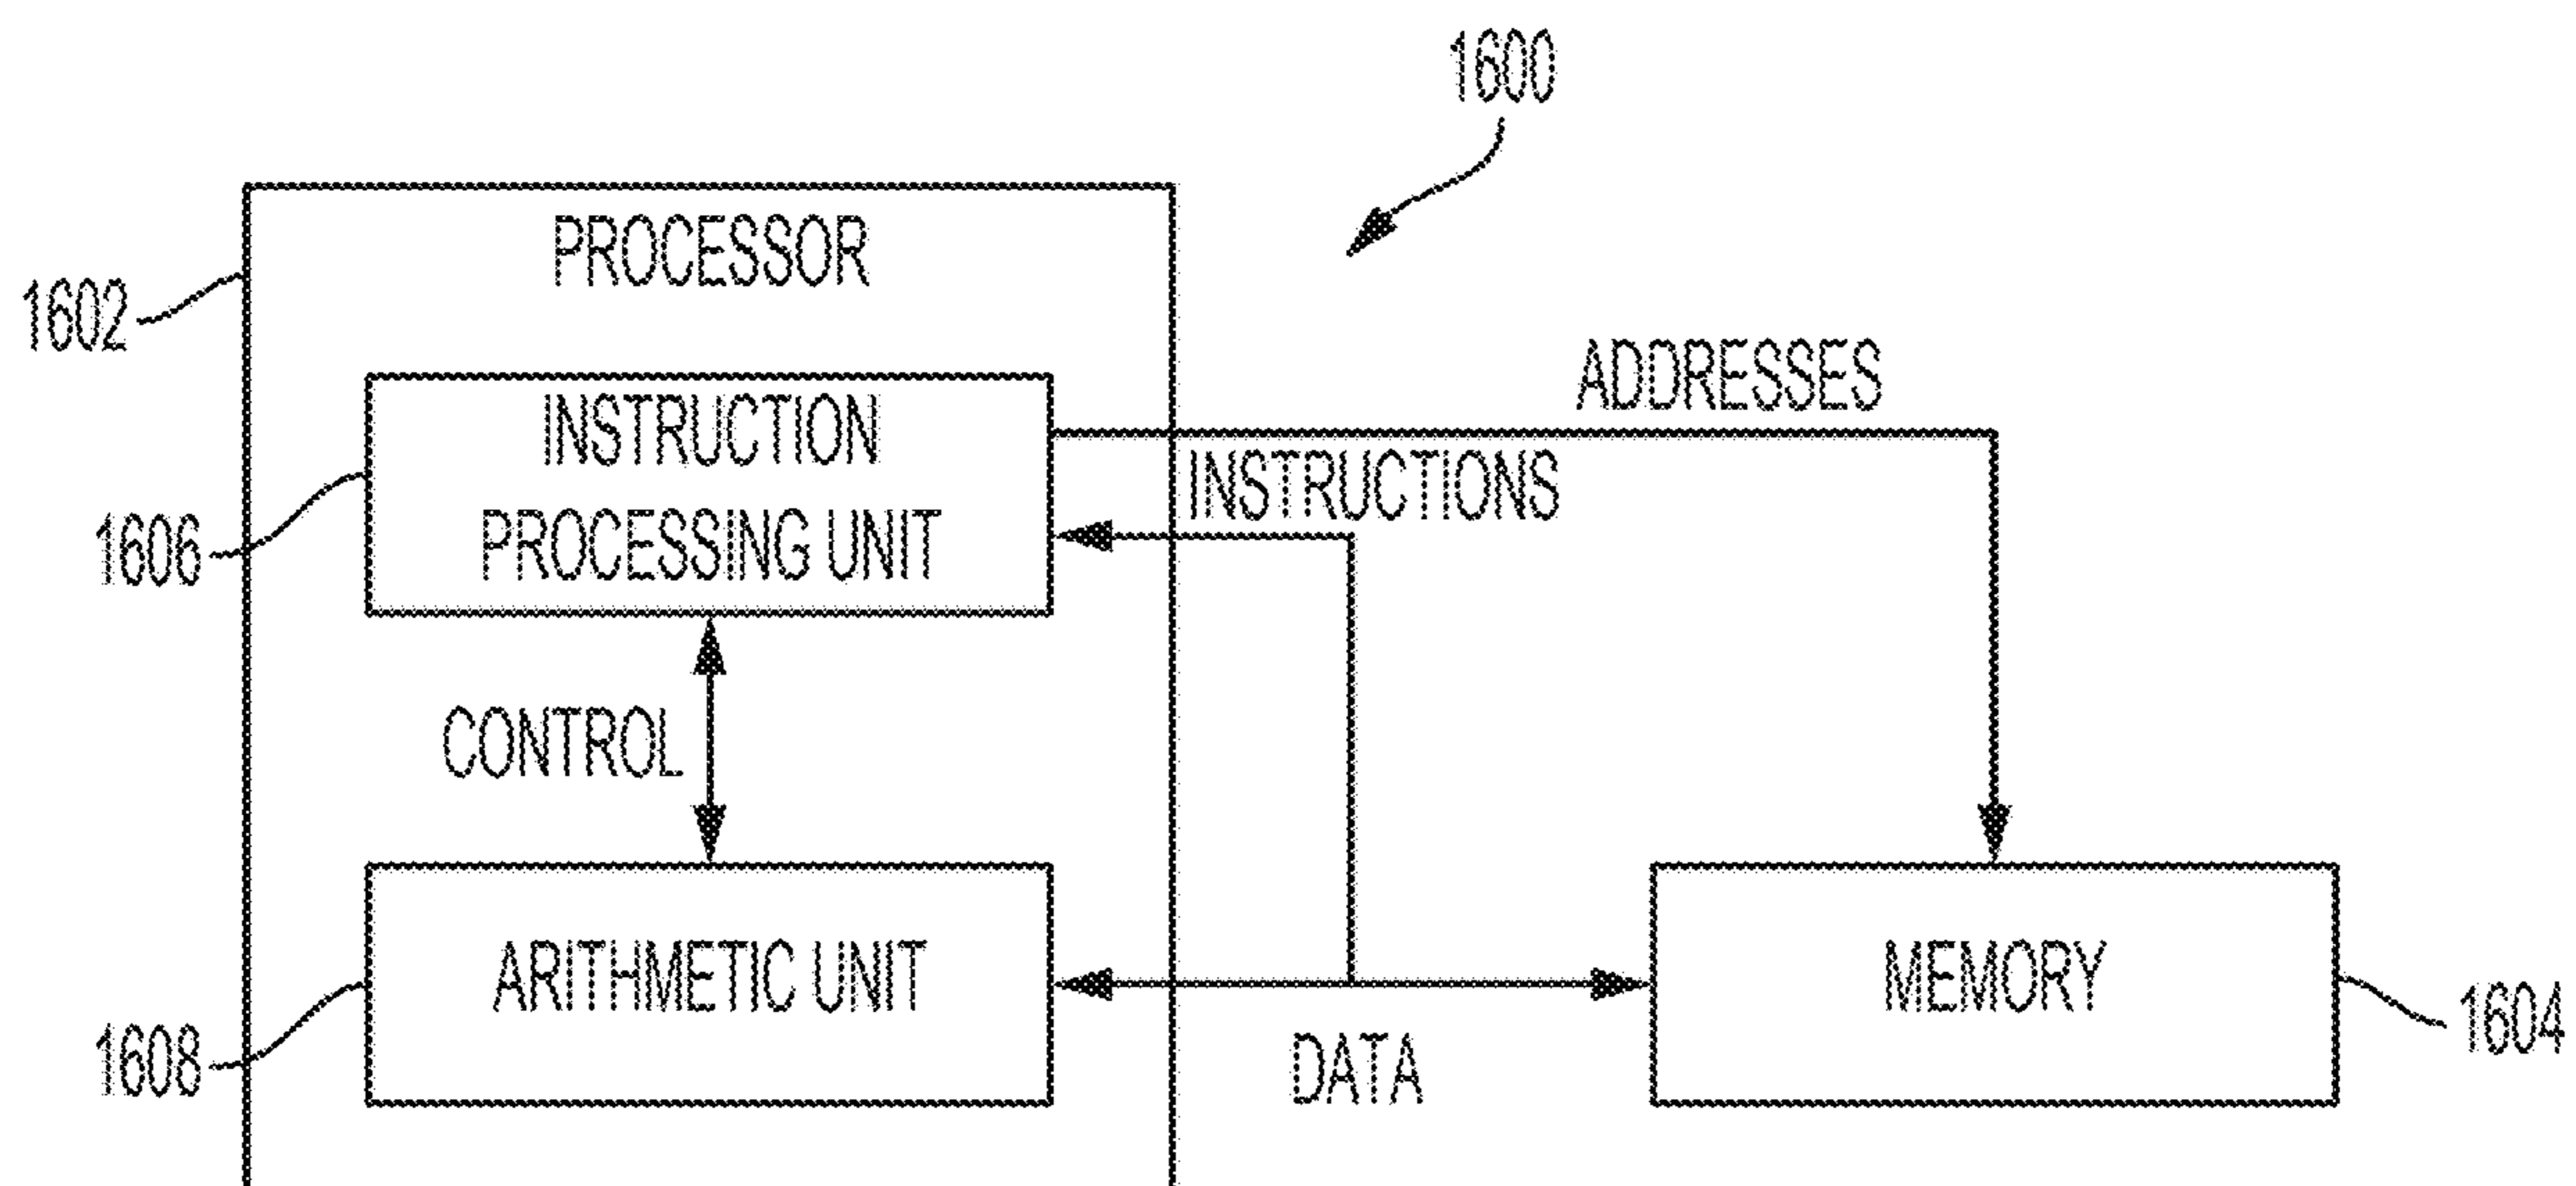 1600
PROCESSOR
1602
ADDRESSES
INSTRUCTION
PROCESSING UNIT
INSTRUCTIONS
1606
CONTROL
ARITHMETIC UNIT
MEMORY
1604
1608
DATA